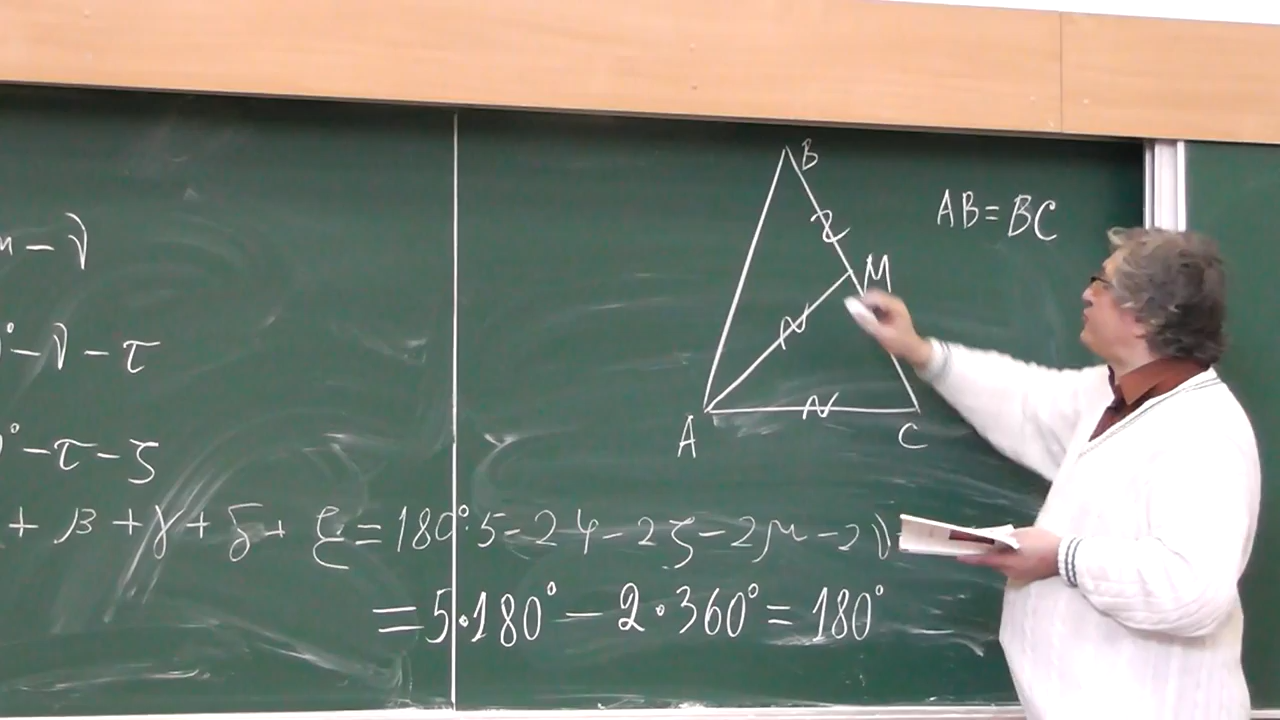 μ − ν
° − ν − τ
° − τ − ζ
+ β + γ + δ + ξ = 180° · 5 − 2ψ − 2ζ − 2μ − 2ν
= 5 · 180° − 2 · 360° = 180°
B
M
A
C
AB = BC